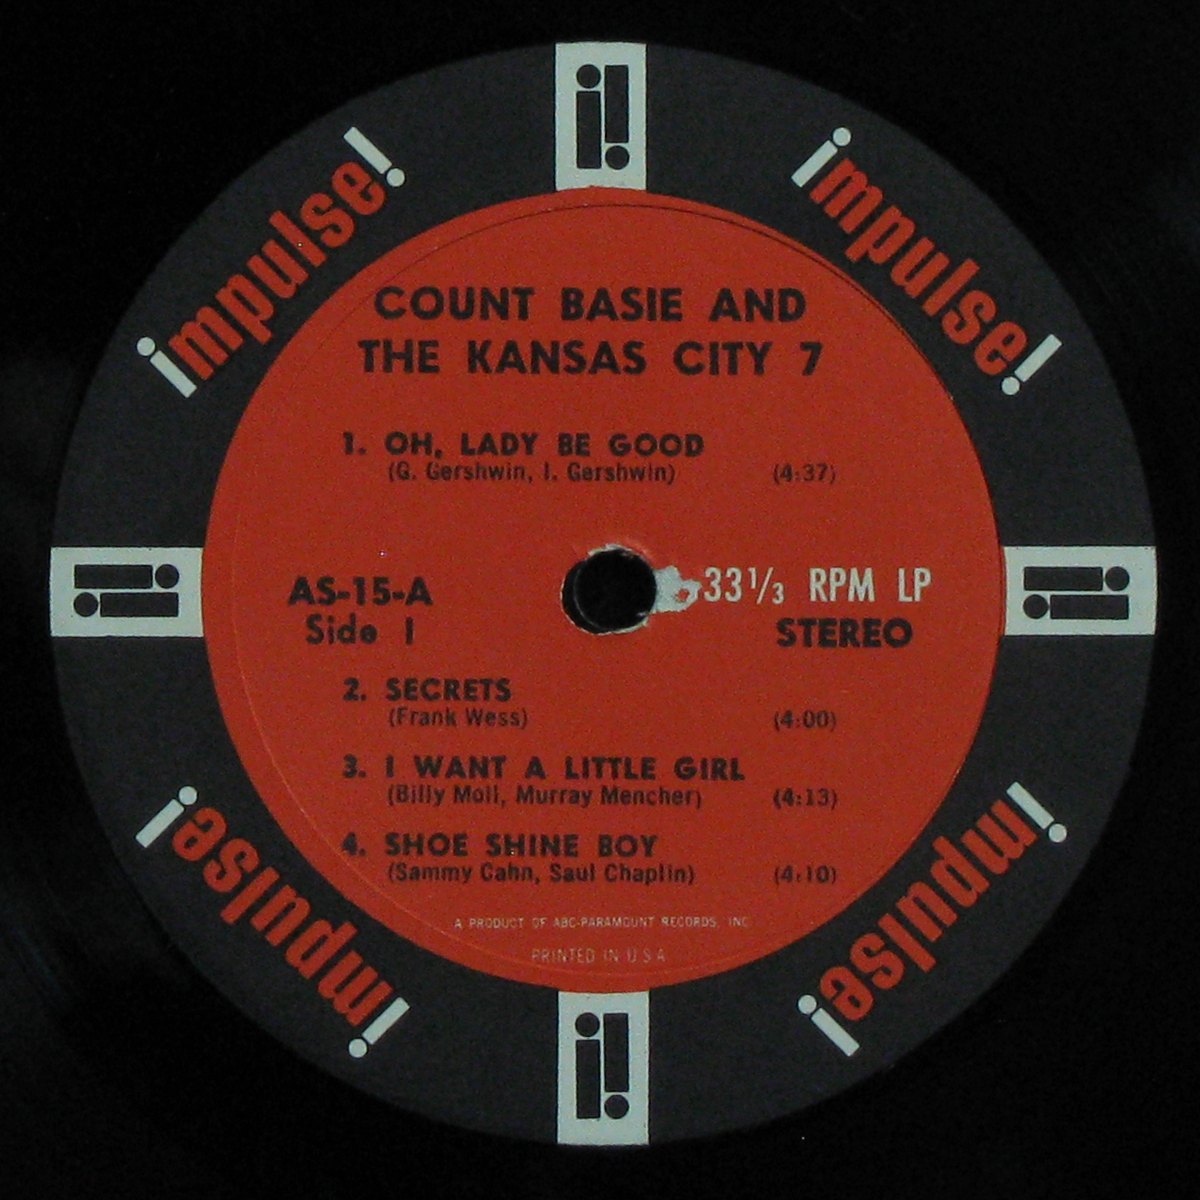 impulse!
impulse!
COUNT BASIE AND
THE KANSAS CITY 7
1. OH, LADY BE GOOD
(G. Gershwin, I. Gershwin) (4:37)
AS-15-A
Side 1
33 1/3 RPM LP
STEREO
2. SECRETS
(Frank Wess) (4:00)
3. I WANT A LITTLE GIRL
(Billy Moll, Murray Mencher) (4:13)
4. SHOE SHINE BOY
(Sammy Cahn, Saul Chaplin) (4:10)
A PRODUCT OF ABC-PARAMOUNT RECORDS, INC.
PRINTED IN U.S.A.
impulse!
impulse!